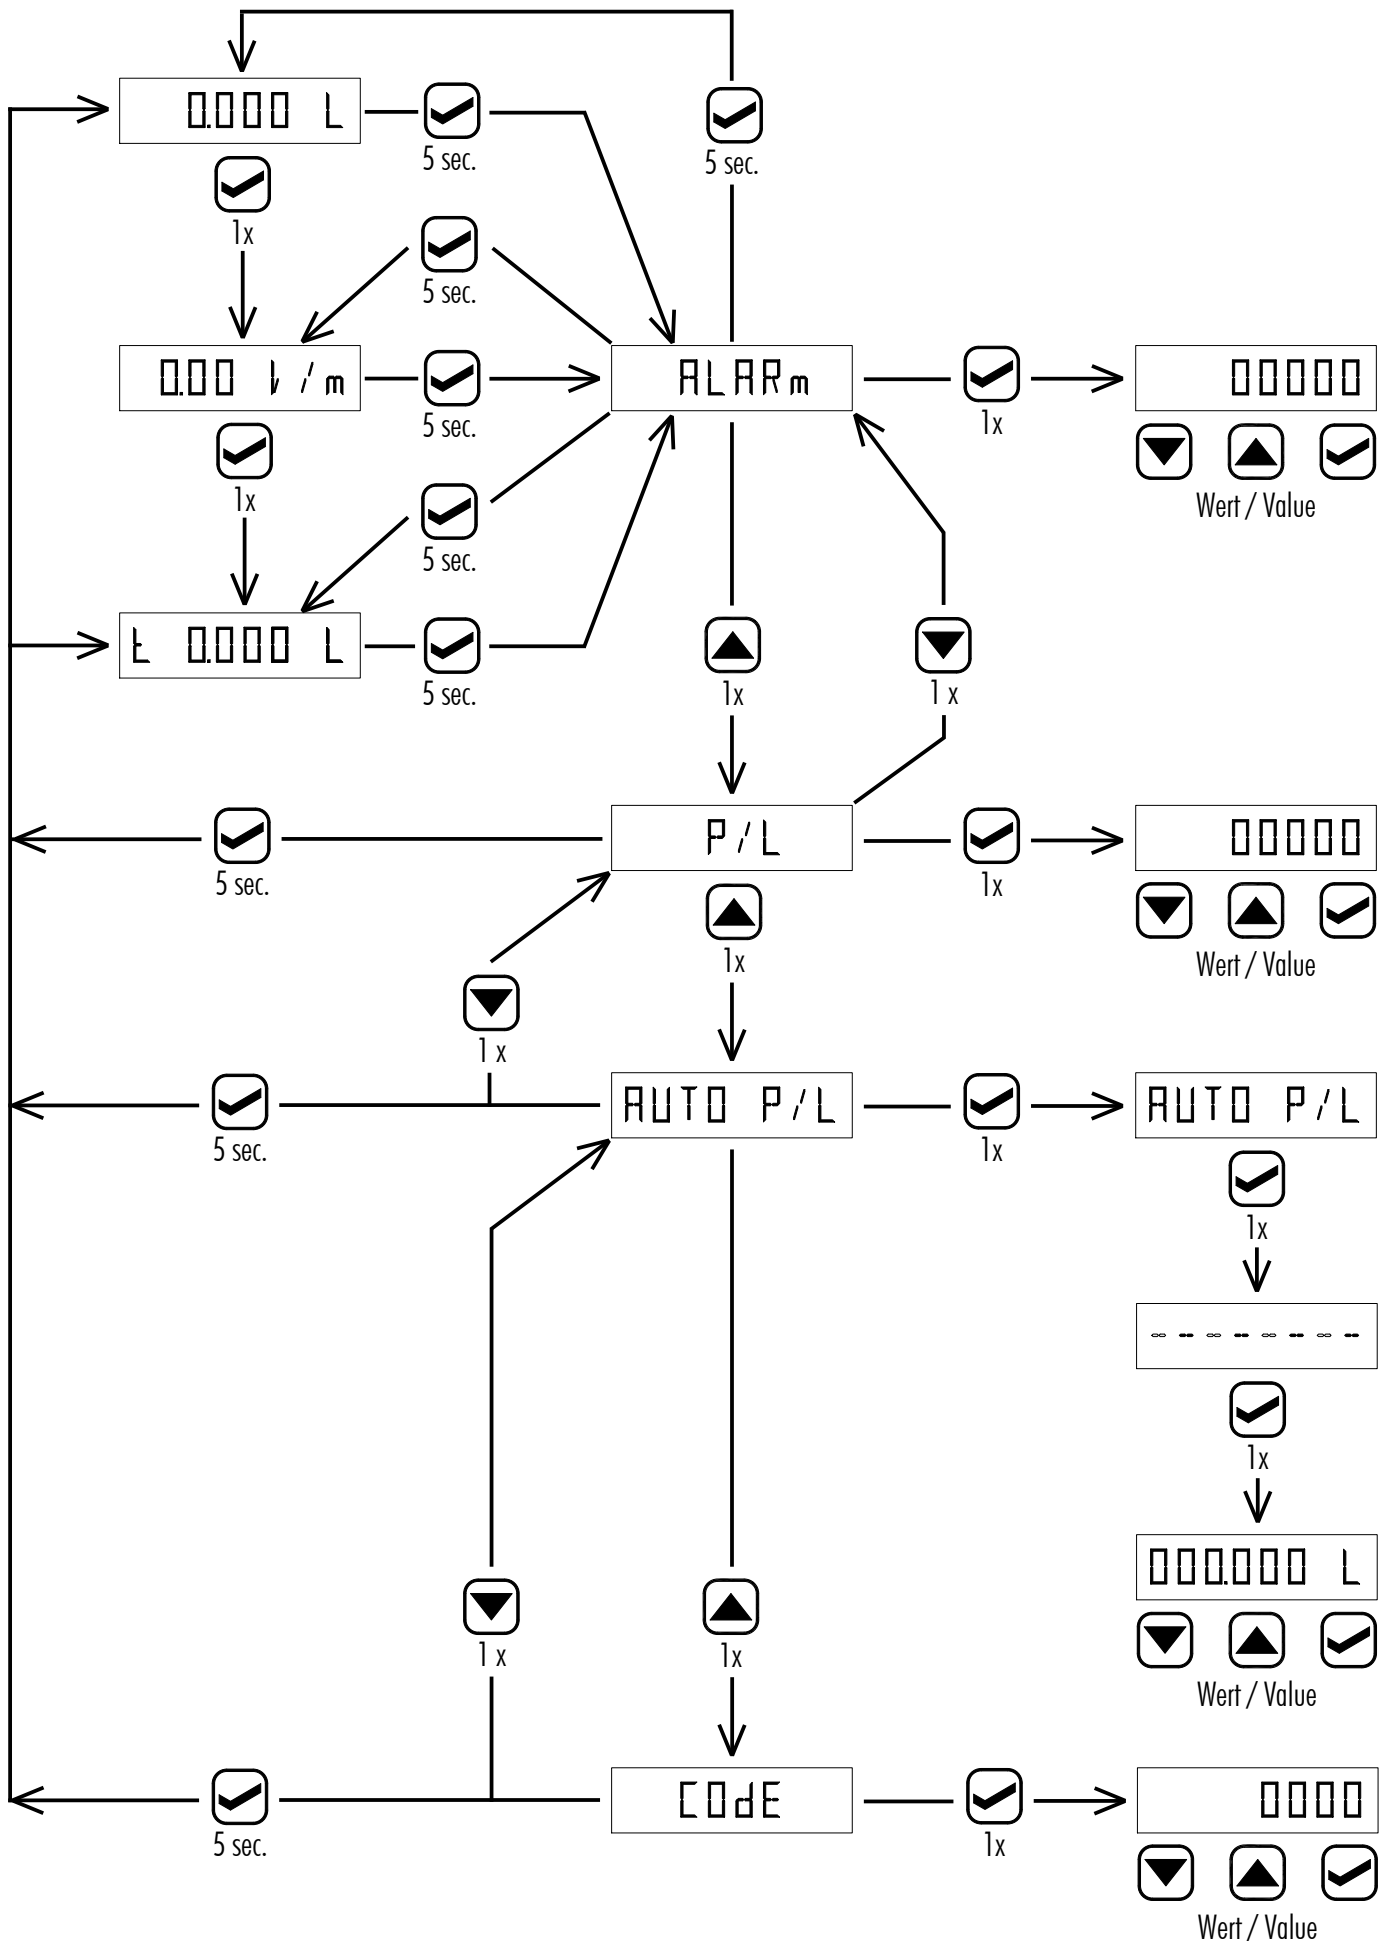 0.000 L
5 sec.
5 sec.
1x
5 sec.
0.00 l/m
ALARm
00000
5 sec.
1x
1x
Wert / Value
5 sec.
t 0.000 L
5 sec.
1x
1 x
P/L
00000
5 sec.
1x
1x
Wert / Value
1 x
AUTO P/L
AUTO P/L
5 sec.
1x
1x
--------
1x
000.000 L
1 x
1x
Wert / Value
COdE
0000
5 sec.
1x
Wert / Value